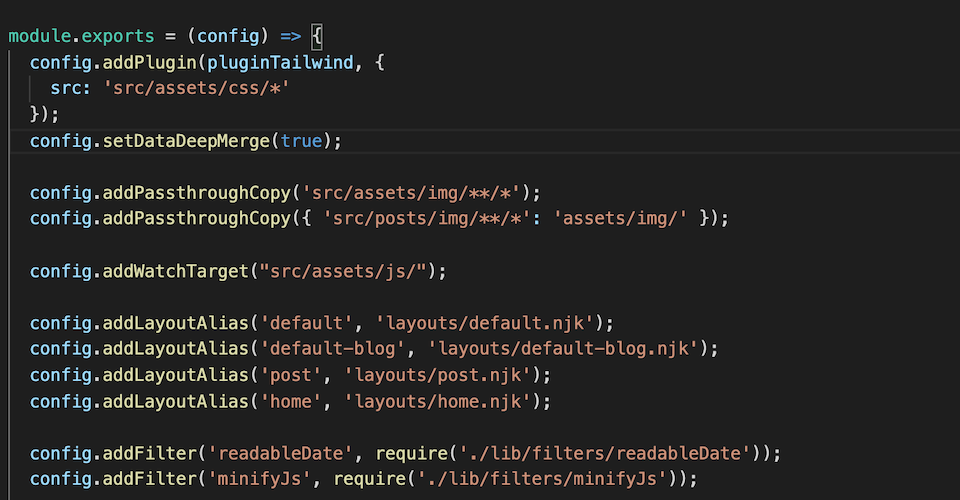 module.exports = (config) => {
  config.addPlugin(pluginTailwind, {
    src: 'src/assets/css/*'
  });
  config.setDataDeepMerge(true);

  config.addPassthroughCopy('src/assets/img/**/*');
  config.addPassthroughCopy({ 'src/posts/img/**/*': 'assets/img/' });

  config.addWatchTarget("src/assets/js/");

  config.addLayoutAlias('default', 'layouts/default.njk');
  config.addLayoutAlias('default-blog', 'layouts/default-blog.njk');
  config.addLayoutAlias('post', 'layouts/post.njk');
  config.addLayoutAlias('home', 'layouts/home.njk');

  config.addFilter('readableDate', require('./lib/filters/readableDate'));
  config.addFilter('minifyJs', require('./lib/filters/minifyJs'));